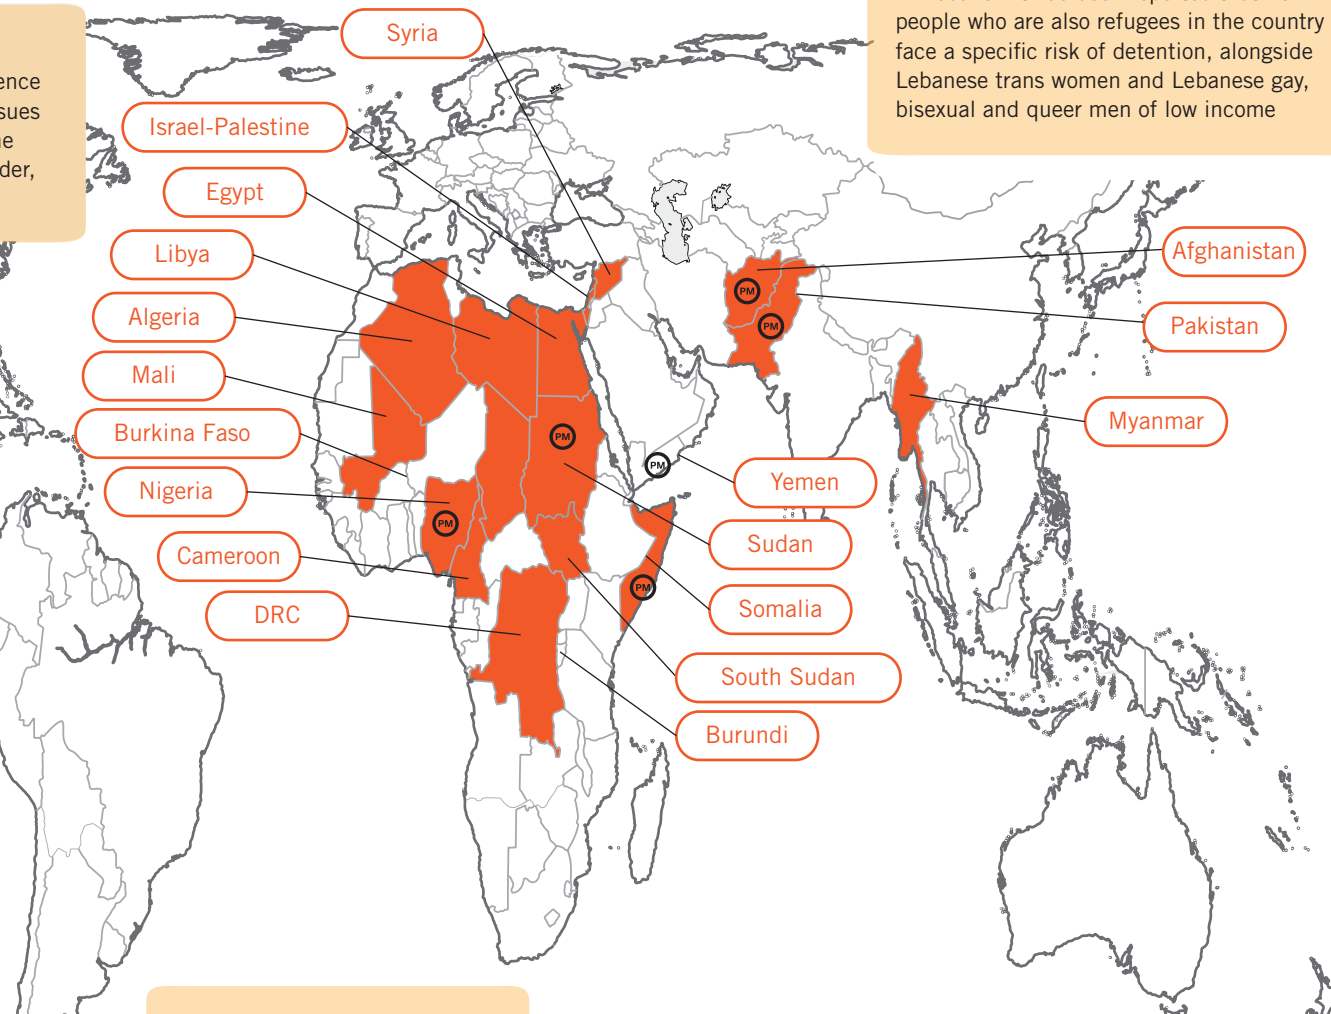 ence
sues
ne
der,
people who are also refugees in the country
face a specific risk of detention, alongside
Lebanese trans women and Lebanese gay,
bisexual and queer men of low income
Syria
Israel-Palestine
Egypt
Libya
Algeria
Mali
Burkina Faso
Nigeria
Cameroon
DRC
Afghanistan
Pakistan
Myanmar
Yemen
Sudan
Somalia
South Sudan
Burundi
PM
PM
PM
PM
PM
PM